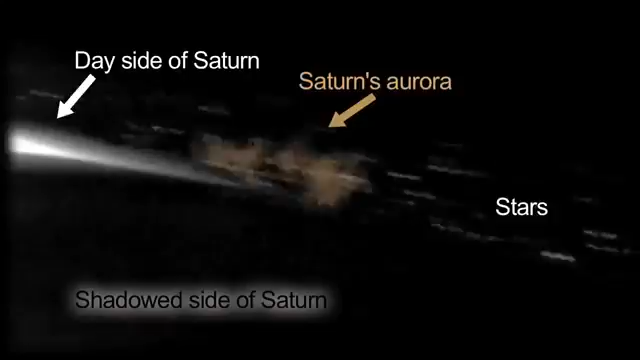 Day side of Saturn
Saturn's aurora
Stars
Shadowed side of Saturn